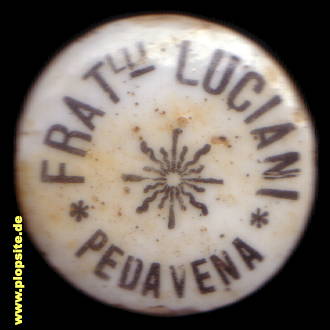 FRATLLI LUCIANI
* PEDAVENA *
www.plopsite.de